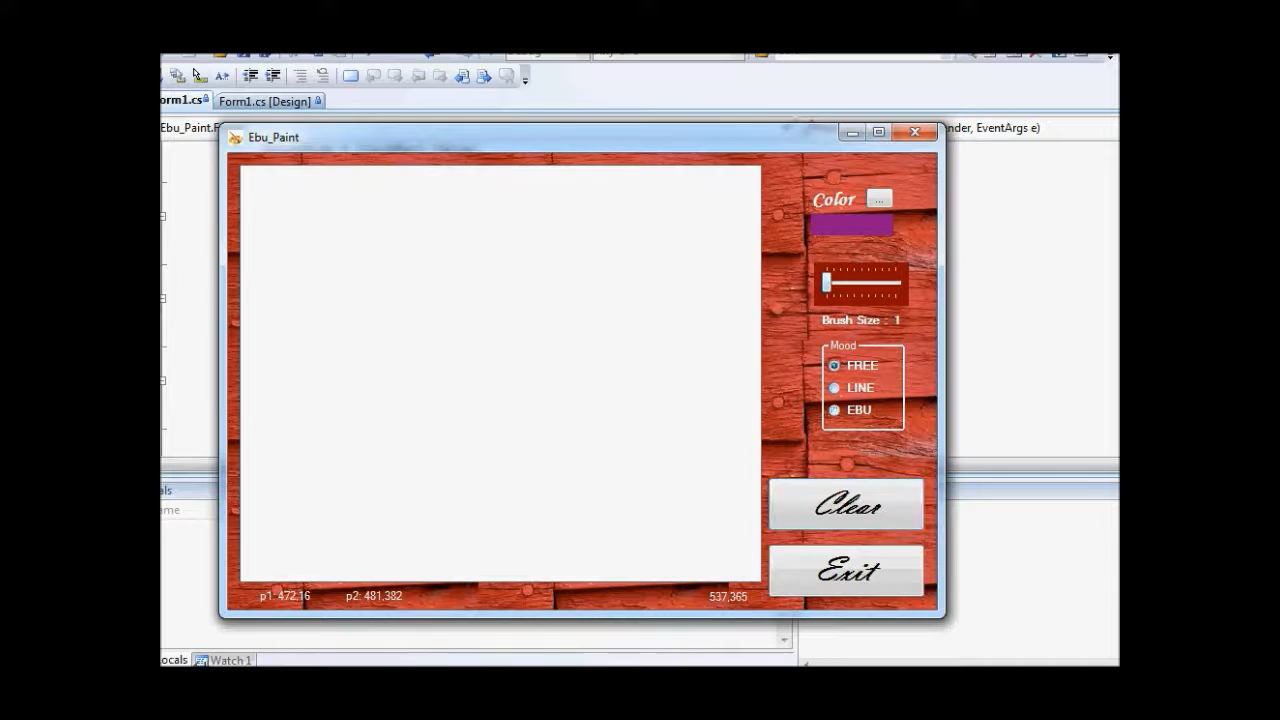 orm1.cs
Form1.cs [Design]
Ebu_Paint.F
ender, EventArgs e)
Ebu_Paint
Color
...
Brush Size : 1
Mood
FREE
LINE
EBU
Clear
Exit
p1: 472,16
p2: 481,382
537,365
als
ame
ocals
Watch 1